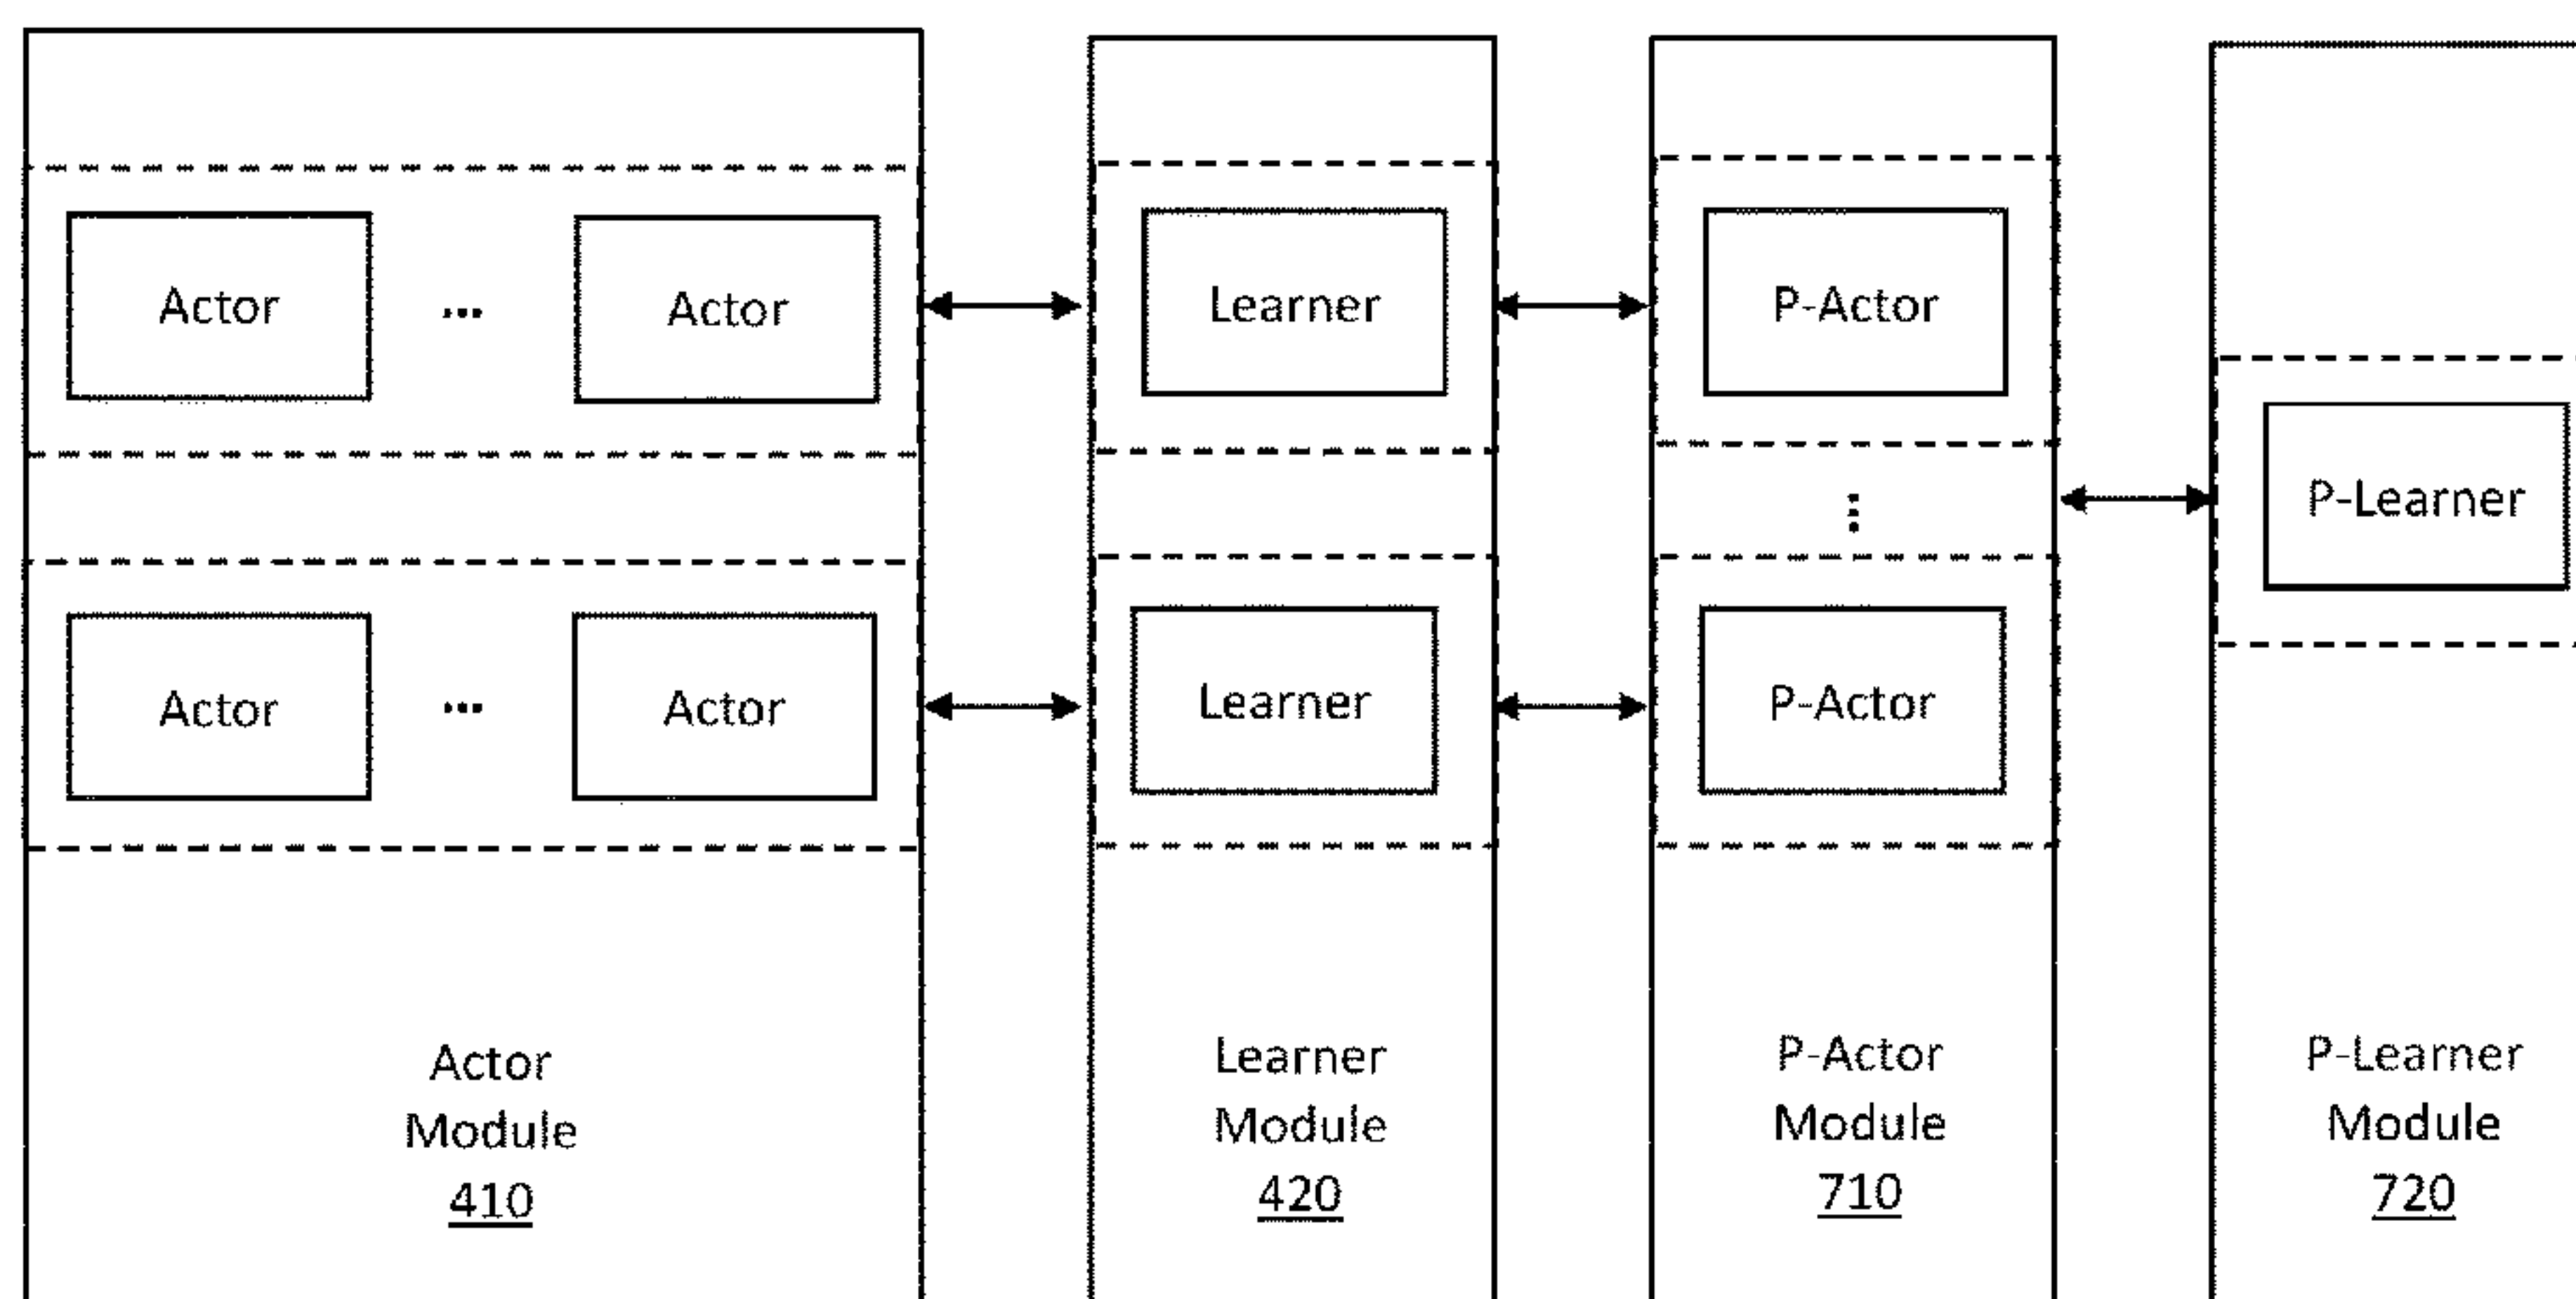 Actor ... Actor Learner P-Actor
P-Learner
...
Actor ... Actor Learner P-Actor
Actor
Module
410
Learner
Module
420
P-Actor
Module
710
P-Learner
Module
720